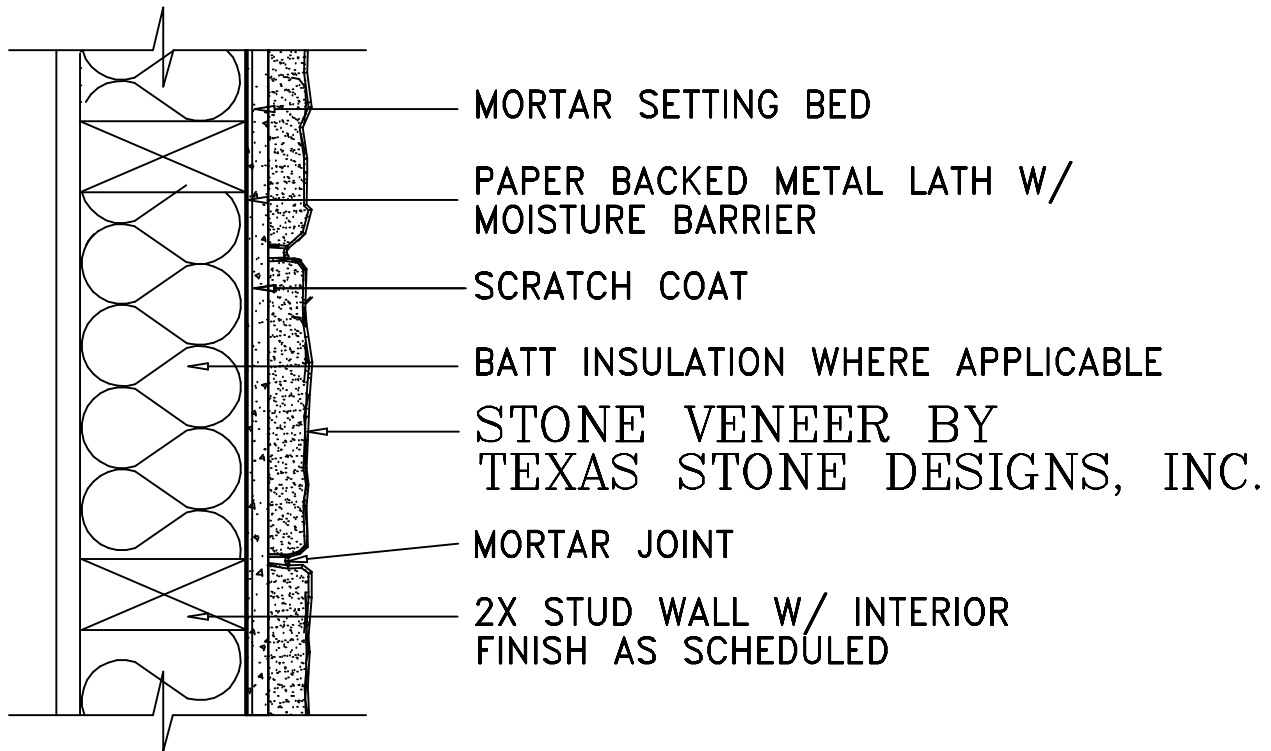 MORTAR SETTING BED
PAPER BACKED METAL LATH W/
MOISTURE BARRIER
SCRATCH COAT
BATT INSULATION WHERE APPLICABLE
STONE VENEER BY
TEXAS STONE DESIGNS, INC.
MORTAR JOINT
2X STUD WALL W/ INTERIOR
FINISH AS SCHEDULED